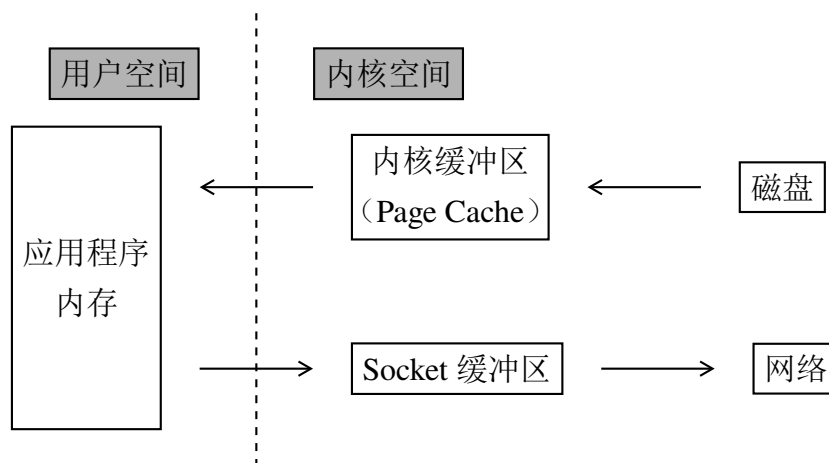 用户空间
内核空间
内核缓冲区
（Page Cache）
磁盘
应用程序
内存
Socket 缓冲区
网络